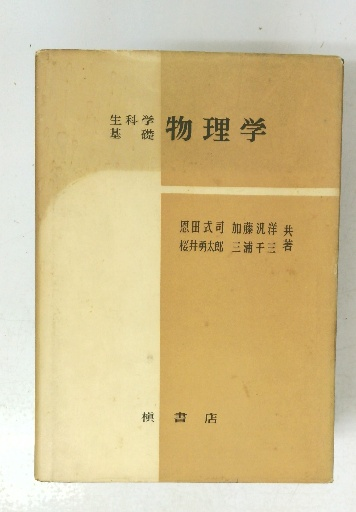 生科学
基礎 物理学
恩田式司 加藤汎洋 共
桜井勇太郎 三浦千三 著
槙書店